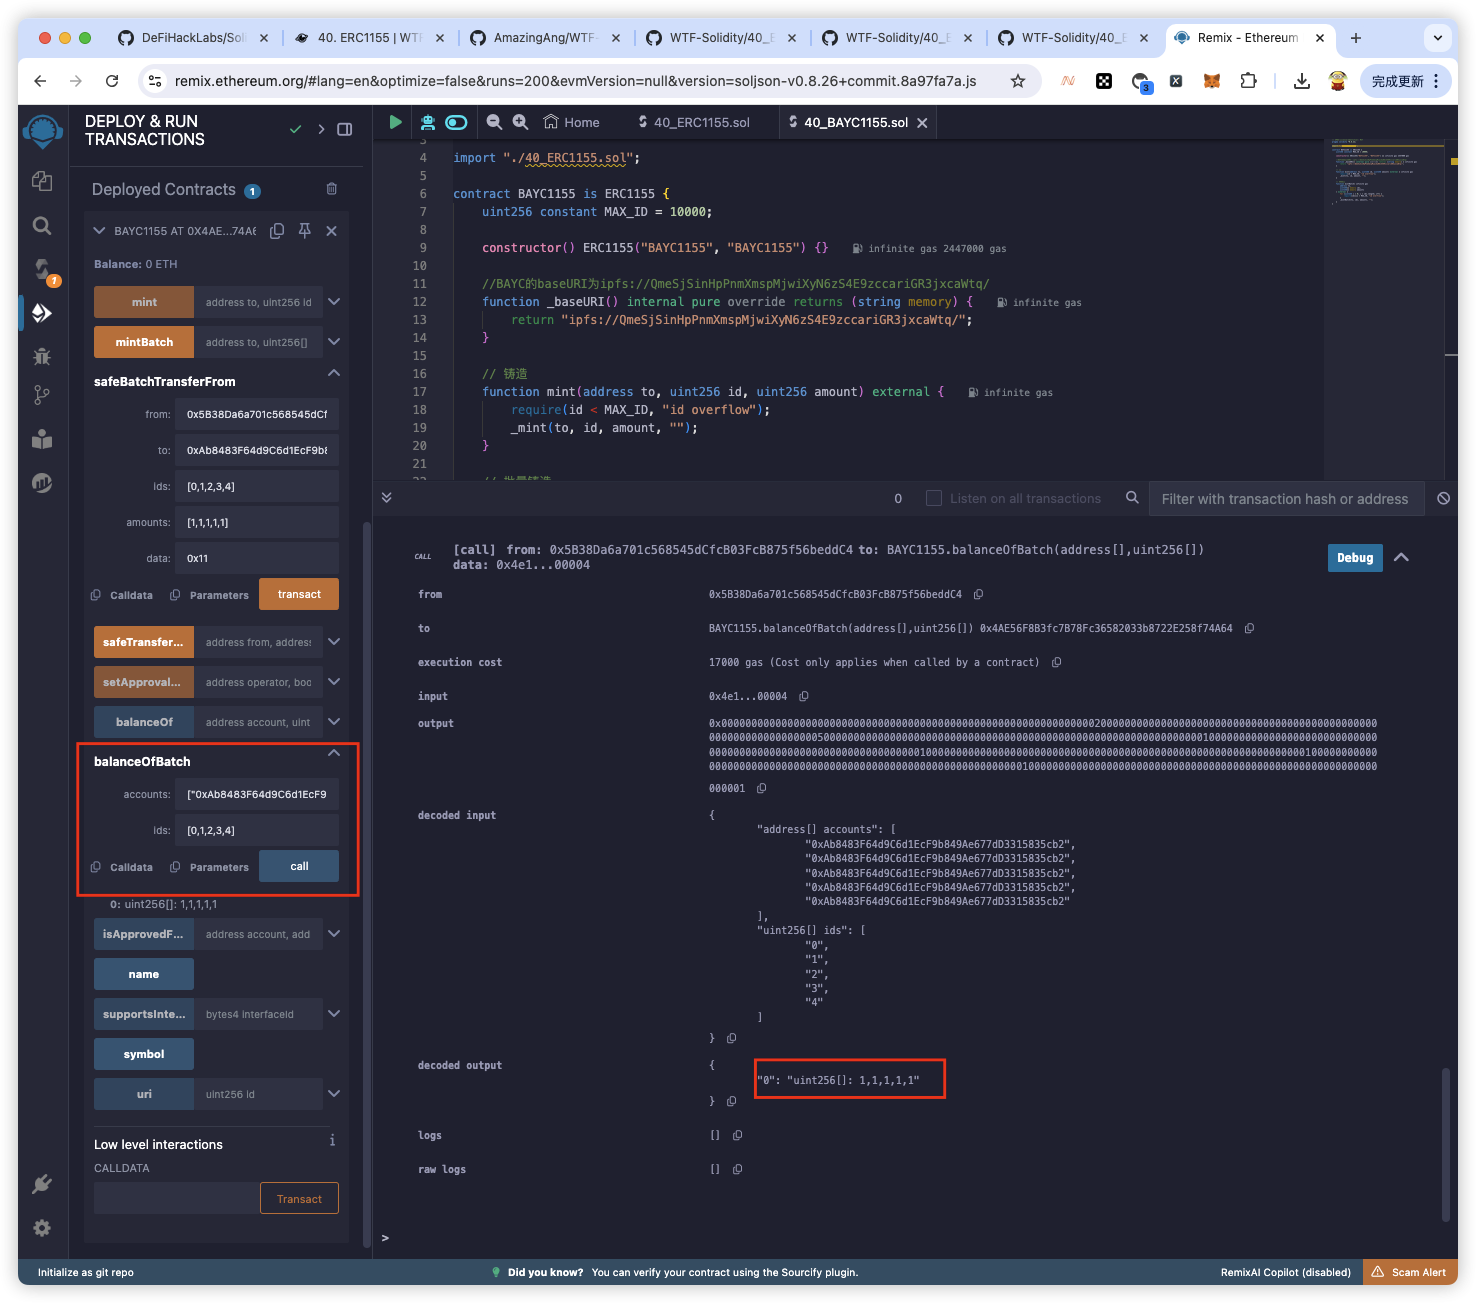 DeFiHackLabs/Soli
40. ERC1155 | WTF
AmazingAng/WTF-
WTF-Solidity/40_E
WTF-Solidity/40_E
WTF-Solidity/40_E
Remix - Ethereum
remix.ethereum.org/#lang=en&optimize=false&runs=200&evmVersion=null&version=soljson-v0.8.26+commit.8a97fa7a.js
3
完成更新
DEPLOY & RUN
TRANSACTIONS
Deployed Contracts 1
BAYC1155 AT 0X4AE...74A6
Balance: 0 ETH
mint
address to, uint256 id
1
mintBatch
address to, uint256[]
safeBatchTransferFrom
from:
0x5B38Da6a701c568545dCf
to:
0xAb8483F64d9C6d1EcF9b8
ids:
[0,1,2,3,4]
amounts:
[1,1,1,1,1]
data:
0x11
Calldata
Parameters
transact
safeTransfer...
address from, address
setApproval...
address operator, boo
balanceOf
address account, uint
balanceOfBatch
accounts:
["0xAb8483F64d9C6d1EcF9
ids:
[0,1,2,3,4]
Calldata
Parameters
call
0: uint256[]: 1,1,1,1,1
isApprovedF...
address account, add
name
supportsInte...
bytes4 interfaceId
symbol
uri
uint256 id
Low level interactions
i
CALLDATA
Transact
Home
40_ERC1155.sol
40_BAYC1155.sol
3
4 import "./40_ERC1155.sol";
5
6 contract BAYC1155 is ERC1155 {
7 uint256 constant MAX_ID = 10000;
8
9 constructor() ERC1155("BAYC1155", "BAYC1155") {} infinite gas 2447000 gas
10
11 //BAYC的baseURI为ipfs://QmeSjSinHpPnmXmspMjwiXyN6zS4E9zccariGR3jxcaWtq/
12 function _baseURI() internal pure override returns (string memory) { infinite gas
13 return "ipfs://QmeSjSinHpPnmXmspMjwiXyN6zS4E9zccariGR3jxcaWtq/";
14 }
15
16 // 铸造
17 function mint(address to, uint256 id, uint256 amount) external { infinite gas
18 require(id < MAX_ID, "id overflow");
19 _mint(to, id, amount, "");
20 }
21
22 // 批量铸造
0
Listen on all transactions
Filter with transaction hash or address
CALL
[call] from: 0x5B38Da6a701c568545dCfcB03FcB875f56beddC4 to: BAYC1155.balanceOfBatch(address[],uint256[])
data: 0x4e1...00004
Debug
from
0x5B38Da6a701c568545dCfcB03FcB875f56beddC4
to
BAYC1155.balanceOfBatch(address[],uint256[]) 0x4AE56F8B3fc7B78Fc36582033b8722E258f74A64
execution cost
17000 gas (Cost only applies when called by a contract)
input
0x4e1...00004
output
000001
decoded input
{
"address[] accounts": [
"0xAb8483F64d9C6d1EcF9b849Ae677dD3315835cb2",
"0xAb8483F64d9C6d1EcF9b849Ae677dD3315835cb2",
"0xAb8483F64d9C6d1EcF9b849Ae677dD3315835cb2",
"0xAb8483F64d9C6d1EcF9b849Ae677dD3315835cb2",
"0xAb8483F64d9C6d1EcF9b849Ae677dD3315835cb2"
],
"uint256[] ids": [
"0",
"1",
"2",
"3",
"4"
]
}
decoded output
{
"0": "uint256[]: 1,1,1,1,1"
}
logs
[]
raw logs
[]
>
Initialize as git repo
Did you know? You can verify your contract using the Sourcify plugin.
RemixAI Copilot (disabled)
Scam Alert